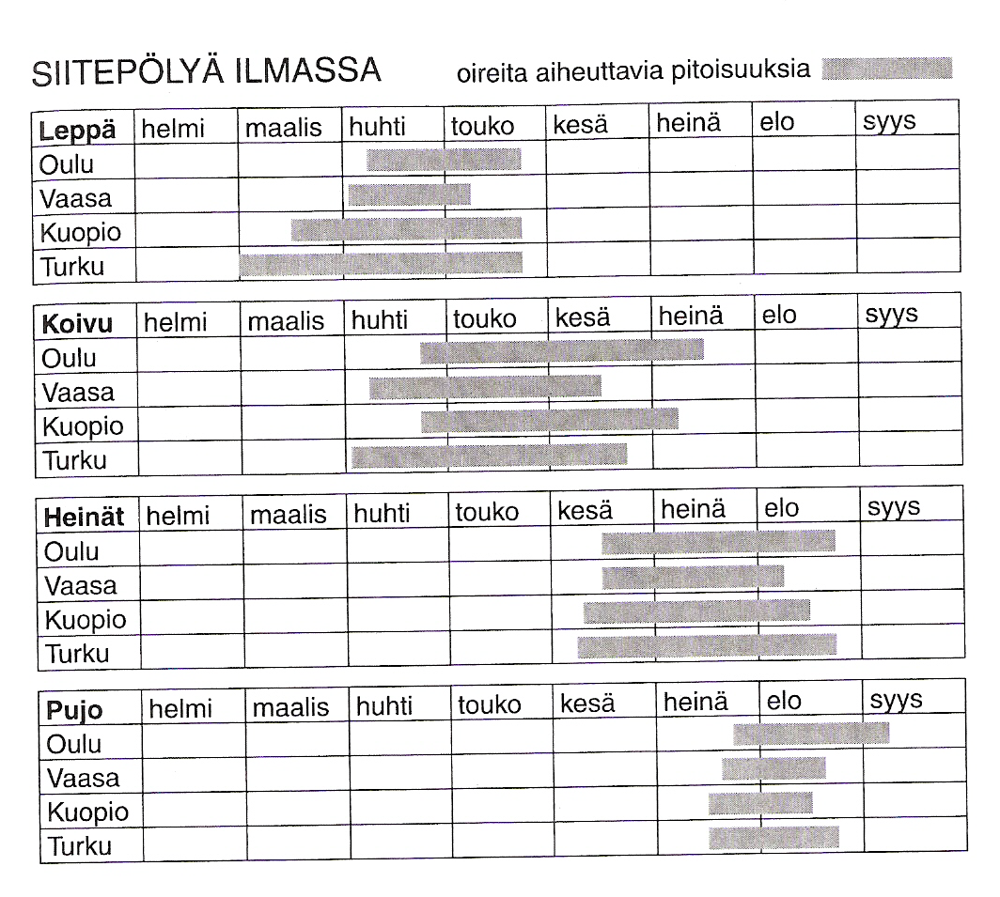 SIITEPÖLYÄ ILMASSA oireita aiheuttavia pitoisuuksia
Leppä helmi maalis huhti touko kesä heinä elo syys
Oulu
Vaasa
Kuopio
Turku
Koivu helmi maalis huhti touko kesä heinä elo syys
Oulu
Vaasa
Kuopio
Turku
Heinät helmi maalis huhti touko kesä heinä elo syys
Oulu
Vaasa
Kuopio
Turku
Pujo helmi maalis huhti touko kesä heinä elo syys
Oulu
Vaasa
Kuopio
Turku